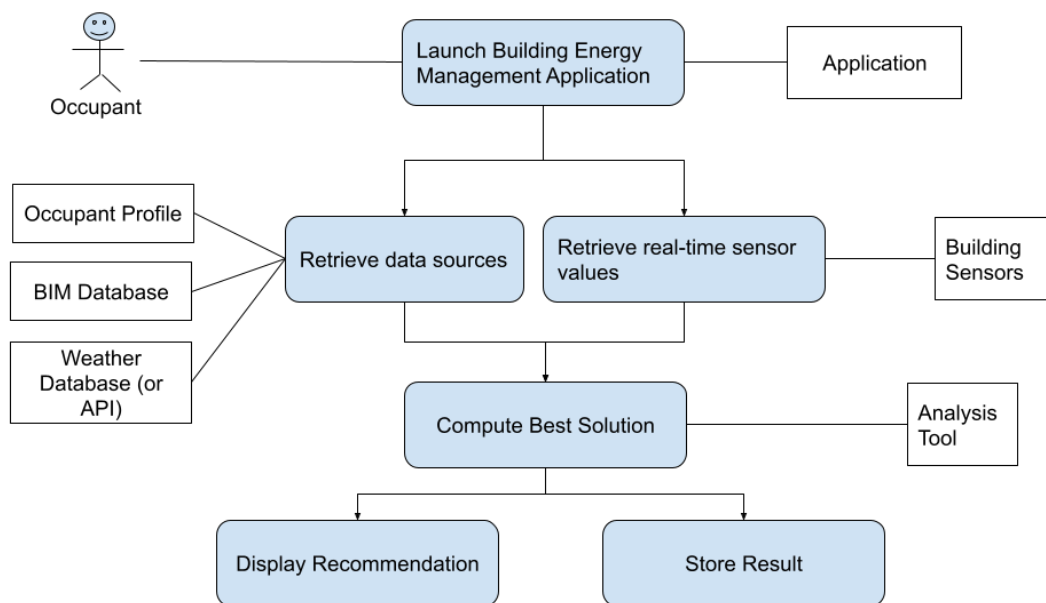 Launch Building Energy
Management Application
Application
Occupant
Occupant Profile
Retrieve data sources
Retrieve real-time sensor
values
Building
Sensors
BIM Database
Weather
Database (or
API)
Compute Best Solution
Analysis
Tool
Display Recommendation
Store Result